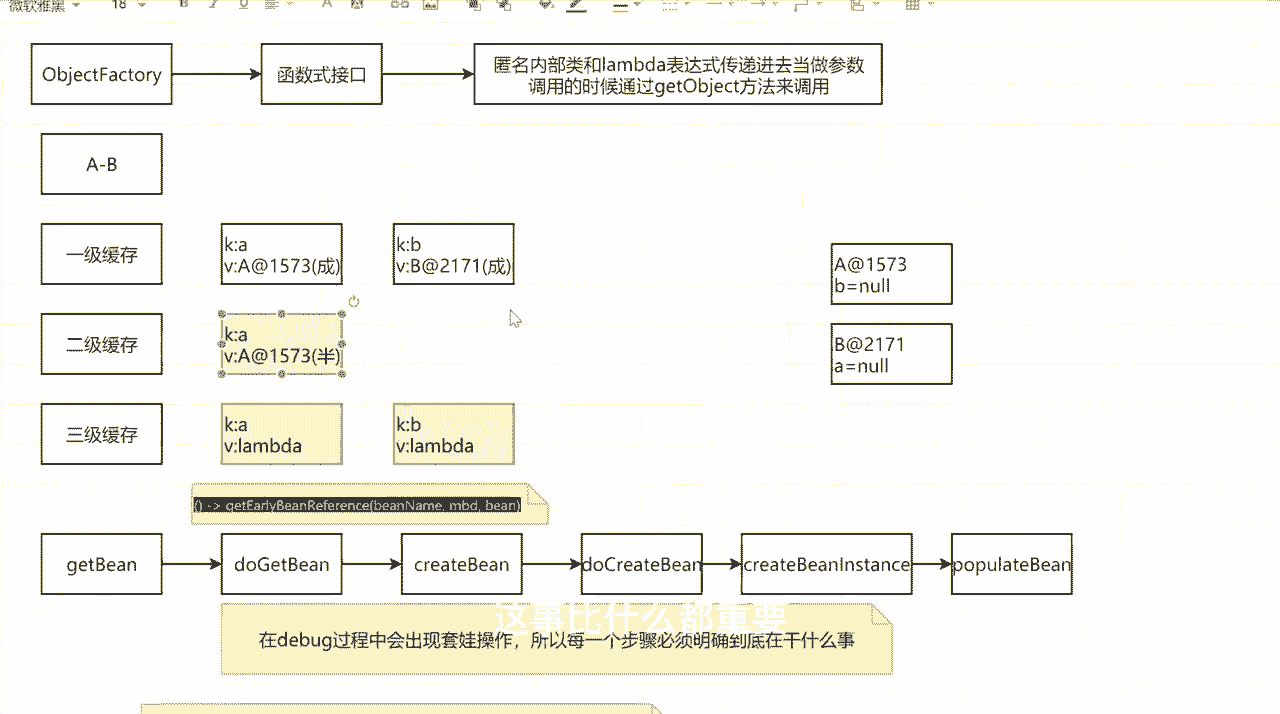 微软雅黑
18
ObjectFactory
函数式接口
匿名内部类和lambda表达式传递进去当做参数
调用的时候通过getObject方法来调用
A-B
一级缓存
k:a
v:A@1573(成)
k:b
v:B@2171(成)
A@1573
b=null
二级缓存
k:a
v:A@1573(半)
B@2171
a=null
三级缓存
k:a
v:lambda
k:b
v:lambda
() -> getEarlyBeanReference(beanName, mbd, bean)
getBean
doGetBean
createBean
doCreateBean
createBeanInstance
populateBean
这事比什么都重要
在debug过程中会出现套娃操作，所以每一个步骤必须明确到底在干什么事